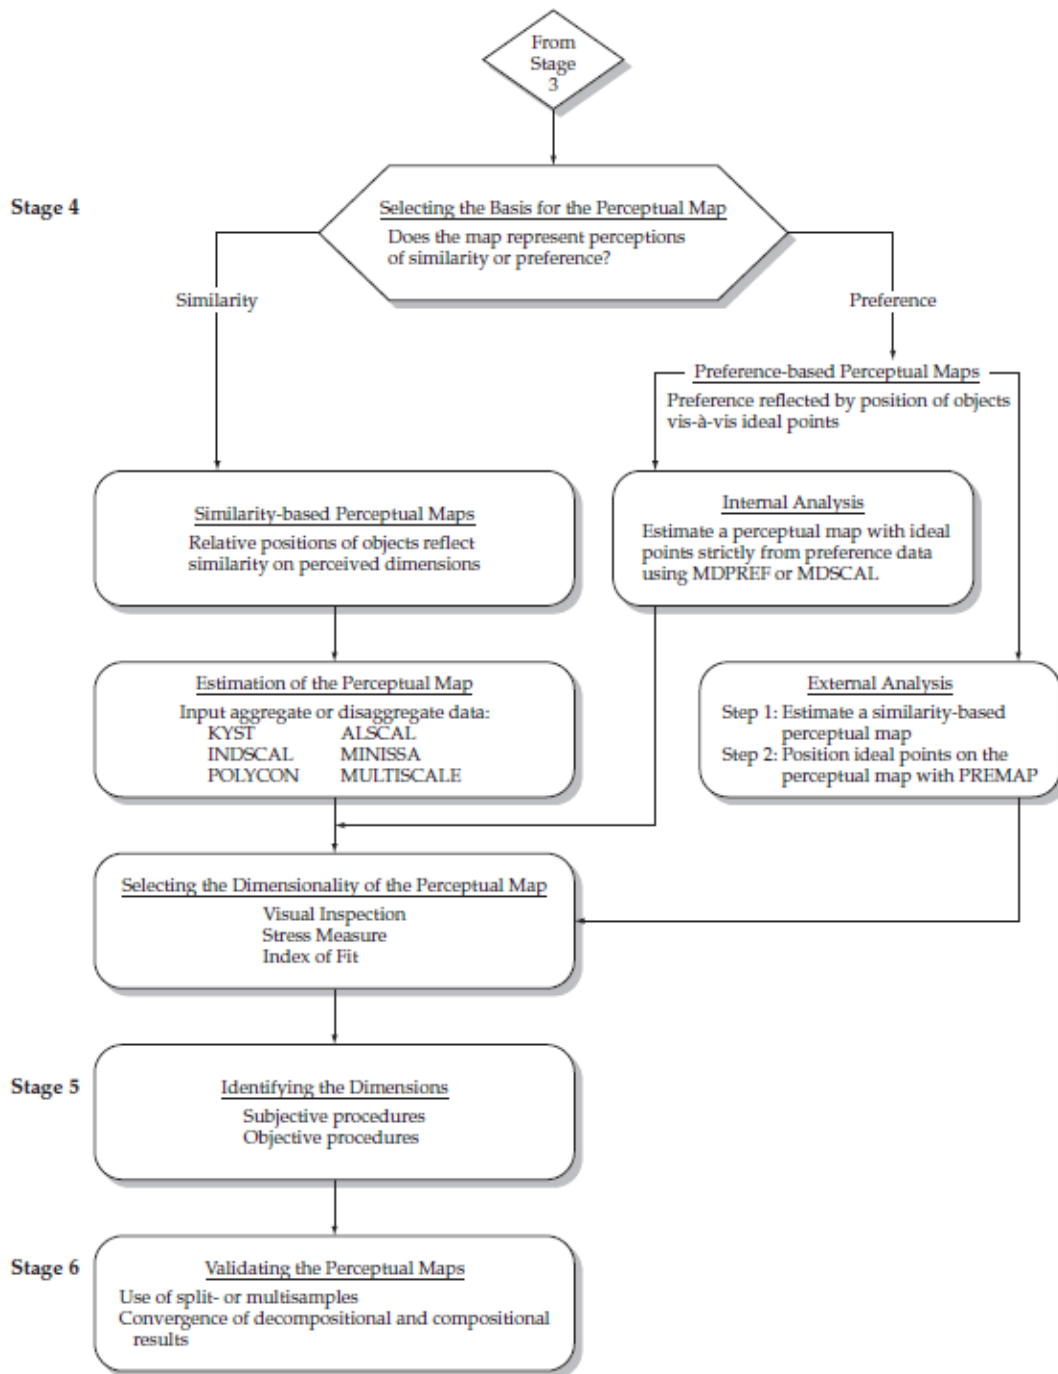 From
Stage
3
Stage 4
Selecting the Basis for the Perceptual Map
Does the map represent perceptions
of similarity or preference?
Similarity
Preference
Preference-based Perceptual Maps
Preference reflected by position of objects
vis-à-vis ideal points
Similarity-based Perceptual Maps
Relative positions of objects reflect
similarity on perceived dimensions
Internal Analysis
Estimate a perceptual map with ideal
points strictly from preference data
using MDPREF or MDSCAL
Estimation of the Perceptual Map
Input aggregate or disaggregate data:
KYST ALSCAL
INDSCAL MINISSA
POLYCON MULTISCALE
External Analysis
Step 1: Estimate a similarity-based
perceptual map
Step 2: Position ideal points on the
perceptual map with PREMAP
Selecting the Dimensionality of the Perceptual Map
Visual Inspection
Stress Measure
Index of Fit
Stage 5
Identifying the Dimensions
Subjective procedures
Objective procedures
Stage 6
Validating the Perceptual Maps
Use of split- or multisamples
Convergence of decompositional and compositional
results